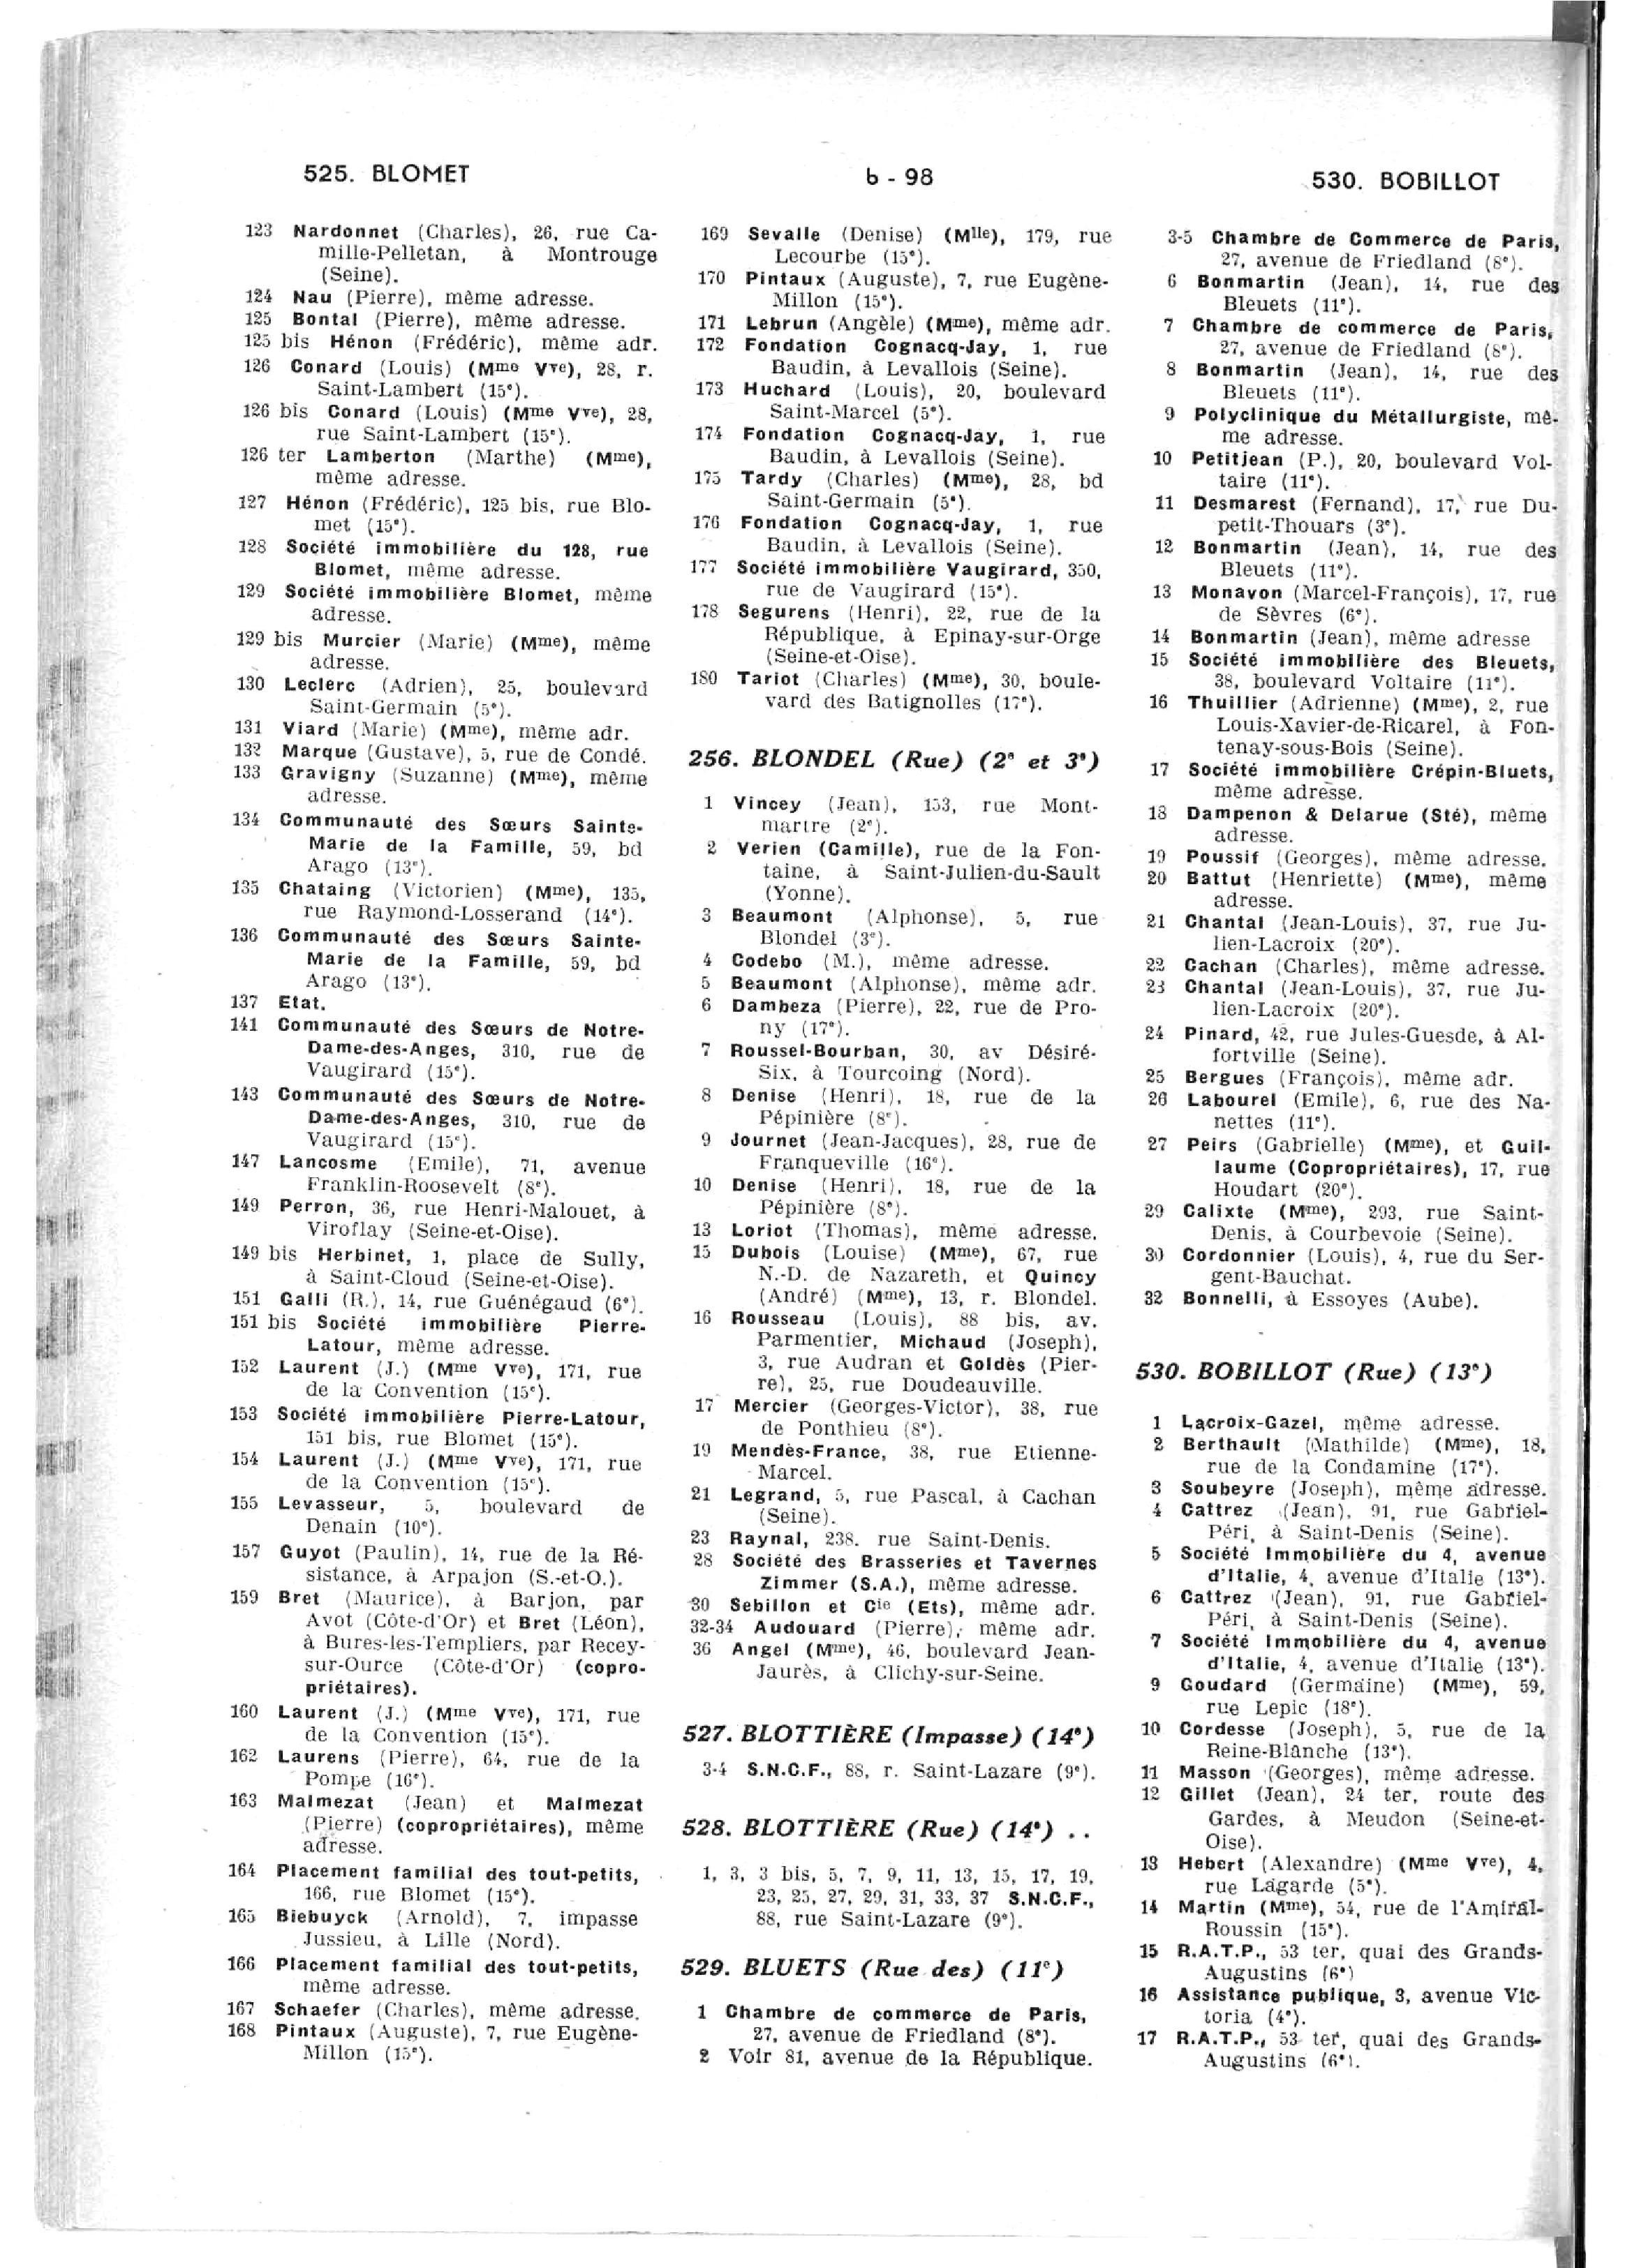 525. BLOMET
b - 98
530. BOBILLOT
123 Nardonnet (Charles), 26, rue Ca-
mille-Pelletan, à Montrouge
(Seine).
124 Nau (Pierre), même adresse.
125 Bontal (Pierre), même adresse.
125 bis Hénon (Frédéric), même adr.
126 Conard (Louis) (Mme Vve), 28, r.
Saint-Lambert (15e).
126 bis Conard (Louis) (Mme Vve), 28,
rue Saint-Lambert (15e).
126 ter Lamberton (Marthe) (Mme),
même adresse.
127 Hénon (Frédéric), 125 bis, rue Blo-
met (15e).
128 Société immobilière du 128, rue
Blomet, même adresse.
129 Société immobilière Blomet, même
adresse.
129 bis Murcier (Marie) (Mme), même
adresse.
130 Leclerc (Adrien), 25, boulevard
Saint-Germain (5e).
131 Viard (Marie) (Mme), même adr.
132 Marque (Gustave), 5, rue de Condé.
133 Gravigny (Suzanne) (Mme), même
adresse.
134 Communauté des Sœurs Sainte-
Marie de la Famille, 59, bd
Arago (13e).
135 Chataing (Victorien) (Mme), 135,
rue Raymond-Losserand (14e).
136 Communauté des Sœurs Sainte-
Marie de la Famille, 59, bd
Arago (13e).
137 Etat.
141 Communauté des Sœurs de Notre-
Dame-des-Anges, 310, rue de
Vaugirard (15e).
143 Communauté des Sœurs de Notre-
Dame-des-Anges, 310, rue de
Vaugirard (15e).
147 Lancosme (Emile), 71, avenue
Franklin-Roosevelt (8e).
149 Perron, 36, rue Henri-Malouet, à
Viroflay (Seine-et-Oise).
149 bis Herbinet, 1, place de Sully,
à Saint-Cloud (Seine-et-Oise).
151 Galli (R.), 14, rue Guénégaud (6e).
151 bis Société immobilière Pierre-
Latour, même adresse.
152 Laurent (J.) (Mme Vve), 171, rue
de la Convention (15e).
153 Société immobilière Pierre-Latour,
151 bis, rue Blomet (15e).
154 Laurent (J.) (Mme Vve), 171, rue
de la Convention (15e).
155 Levasseur, 5, boulevard de
Denain (10e).
157 Guyot (Paulin), 14, rue de la Ré-
sistance, à Arpajon (S.-et-O.).
159 Bret (Maurice), à Barjon, par
Avot (Côte-d'Or) et Bret (Léon),
à Bures-les-Templiers, par Recey-
sur-Ource (Côte-d'Or) (copro-
priétaires).
160 Laurent (J.) (Mme Vve), 171, rue
de la Convention (15e).
162 Laurens (Pierre), 64, rue de la
Pompe (16e).
163 Malmezat (Jean) et Malmezat
(Pierre) (copropriétaires), même
adresse.
164 Placement familial des tout-petits,
166, rue Blomet (15e).
165 Biebuyck (Arnold), 7, impasse
Jussieu, à Lille (Nord).
166 Placement familial des tout-petits,
même adresse.
167 Schaefer (Charles), même adresse.
168 Pintaux (Auguste), 7, rue Eugène-
Millon (15e).
169 Sevalle (Denise) (Mlle), 179, rue
Lecourbe (15e).
170 Pintaux (Auguste), 7, rue Eugène-
Millon (15e).
171 Lebrun (Angèle) (Mme), même adr.
172 Fondation Cognacq-Jay, 1, rue
Baudin, à Levallois (Seine).
173 Huchard (Louis), 20, boulevard
Saint-Marcel (5e).
174 Fondation Cognacq-Jay, 1, rue
Baudin, à Levallois (Seine).
175 Tardy (Charles) (Mme), 28, bd
Saint-Germain (5e).
176 Fondation Cognacq-Jay, 1, rue
Baudin, à Levallois (Seine).
177 Société immobilière Vaugirard, 350,
rue de Vaugirard (15e).
178 Segurens (Henri), 22, rue de la
République, à Epinay-sur-Orge
(Seine-et-Oise).
180 Tariot (Charles) (Mme), 30, boule-
vard des Batignolles (17e).
256. BLONDEL (Rue) (2e et 3e)
1 Vincey (Jean), 153, rue Mont-
martre (2e).
2 Verien (Camille), rue de la Fon-
taine, à Saint-Julien-du-Sault
(Yonne).
3 Beaumont (Alphonse), 5, rue
Blondel (3e).
4 Codebo (M.), même adresse.
5 Beaumont (Alphonse), même adr.
6 Dambeza (Pierre), 22, rue de Pro-
ny (17e).
7 Roussel-Bourban, 30, av Désiré-
Six, à Tourcoing (Nord).
8 Denise (Henri), 18, rue de la
Pépinière (8e).
9 Journet (Jean-Jacques), 28, rue de
Franqueville (16e).
10 Denise (Henri), 18, rue de la
Pépinière (8e).
13 Loriot (Thomas), même adresse.
15 Dubois (Louise) (Mme), 67, rue
N.-D. de Nazareth, et Quincy
(André) (Mme), 13, r. Blondel.
16 Rousseau (Louis), 88 bis, av.
Parmentier, Michaud (Joseph),
3, rue Audran et Goldès (Pier-
re), 25, rue Doudeauville.
17 Mercier (Georges-Victor), 38, rue
de Ponthieu (8e).
19 Mendès-France, 38, rue Etienne-
Marcel.
21 Legrand, 5, rue Pascal, à Cachan
(Seine).
23 Raynal, 238, rue Saint-Denis.
28 Société des Brasseries et Tavernes
Zimmer (S.A.), même adresse.
30 Sebillon et Cie (Ets), même adr.
32-34 Audouard (Pierre), même adr.
36 Angel (Mme), 46, boulevard Jean-
Jaurès, à Clichy-sur-Seine.
527. BLOTTIÈRE (Impasse) (14e)
3-4 S.N.C.F., 88, r. Saint-Lazare (9e).
528. BLOTTIÈRE (Rue) (14e) . .
1, 3, 3 bis, 5, 7, 9, 11, 13, 15, 17, 19,
23, 25, 27, 29, 31, 33, 37 S.N.C.F.,
88, rue Saint-Lazare (9e).
529. BLUETS (Rue des) (11e)
1 Chambre de commerce de Paris,
27, avenue de Friedland (8e).
2 Voir 81, avenue de la République.
3-5 Chambre de Commerce de Paris,
27, avenue de Friedland (8e).
6 Bonmartin (Jean), 14, rue des
Bleuets (11e).
7 Chambre de commerce de Paris,
27, avenue de Friedland (8e).
8 Bonmartin (Jean), 14, rue des
Bleuets (11e).
9 Polyclinique du Métallurgiste, mê-
me adresse.
10 Petitjean (P.), 20, boulevard Vol-
taire (11e).
11 Desmarest (Fernand), 17, rue Du-
petit-Thouars (3e).
12 Bonmartin (Jean), 14, rue des
Bleuets (11e).
13 Monavon (Marcel-François), 17, rue
de Sèvres (6e).
14 Bonmartin (Jean), même adresse
15 Société immobilière des Bleuets,
38, boulevard Voltaire (11e).
16 Thuillier (Adrienne) (Mme), 2, rue
Louis-Xavier-de-Ricarel, à Fon-
tenay-sous-Bois (Seine).
17 Société immobilière Crépin-Bluets,
même adresse.
18 Dampenon & Delarue (Sté), même
adresse.
19 Poussif (Georges), même adresse.
20 Battut (Henriette) (Mme), même
adresse.
21 Chantal (Jean-Louis), 37, rue Ju-
lien-Lacroix (20e).
22 Cachan (Charles), même adresse.
23 Chantal (Jean-Louis), 37, rue Ju-
lien-Lacroix (20e).
24 Pinard, 42, rue Jules-Guesde, à Al-
fortville (Seine).
25 Bergues (François), même adr.
26 Labourel (Emile), 6, rue des Na-
nettes (11e).
27 Peirs (Gabrielle) (Mme), et Guil-
laume (Copropriétaires), 17, rue
Houdart (20e).
29 Calixte (Mme), 293, rue Saint-
Denis, à Courbevoie (Seine).
30 Cordonnier (Louis), 4, rue du Ser-
gent-Bauchat.
32 Bonnelli, à Essoyes (Aube).
530. BOBILLOT (Rue) (13e)
1 Lacroix-Gazel, même adresse.
2 Berthault (Mathilde) (Mme), 18,
rue de la Condamine (17e).
3 Soubeyre (Joseph), même adresse.
4 Cattrez (Jean), 91, rue Gabriel-
Péri, à Saint-Denis (Seine).
5 Société Immobilière du 4, avenue
d'Italie, 4, avenue d'Italie (13e).
6 Cattrez (Jean), 91, rue Gabriel-
Péri, à Saint-Denis (Seine).
7 Société Immobilière du 4, avenue
d'Italie, 4, avenue d'Italie (13e).
9 Goudard (Germaine) (Mme), 59,
rue Lepic (18e).
10 Cordesse (Joseph), 5, rue de la
Reine-Blanche (13e).
11 Masson (Georges), même adresse.
12 Gillet (Jean), 24 ter, route des
Gardes, à Meudon (Seine-et-
Oise).
13 Hebert (Alexandre) (Mme Vve), 4,
rue Lagarde (5e).
14 Martin (Mme), 54, rue de l'Amiral-
Roussin (15e).
15 R.A.T.P., 53 ter, quai des Grands-
Augustins (6e)
16 Assistance publique, 3, avenue Vic-
toria (4e).
17 R.A.T.P., 53 ter, quai des Grands-
Augustins (6e).